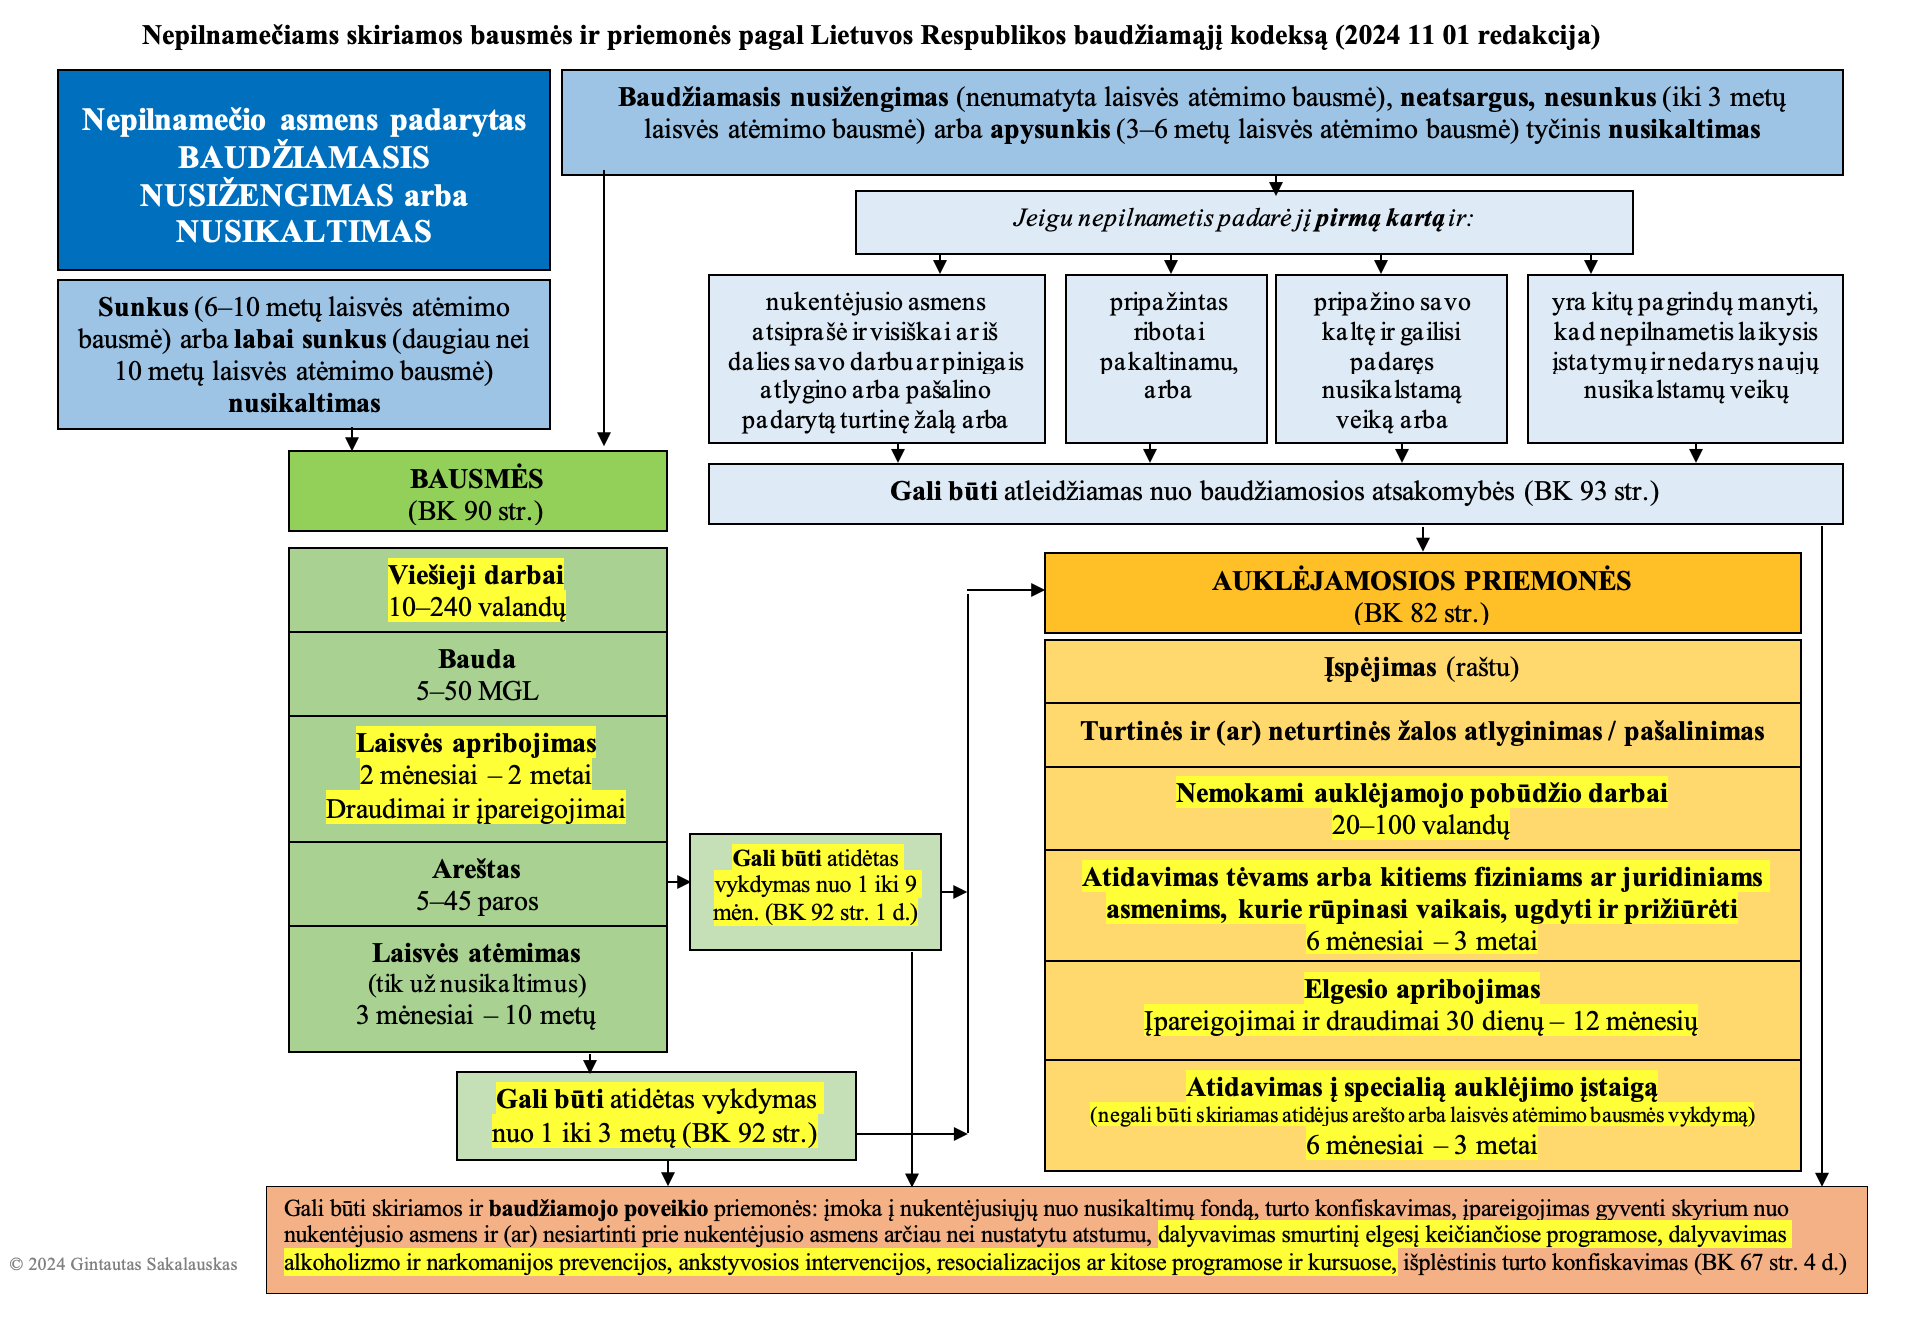 Nepilnamečiams skiriamos bausmės ir priemonės pagal Lietuvos Respublikos baudžiamąjį kodeksą (2024 11 01 redakcija)
Nepilnamečio asmens padarytas
BAUDŽIAMASIS
NUSIŽENGIMAS arba
NUSIKALTIMAS
Baudžiamasis nusižengimas (nenumatyta laisvės atėmimo bausmė), neatsargus, nesunkus (iki 3 metų
laisvės atėmimo bausmė) arba apysunkis (3–6 metų laisvės atėmimo bausmė) tyčinis nusikaltimas
Jeigu nepilnametis padarė jį pirmą kartą ir:
Sunkus (6–10 metų laisvės atėmimo
bausmė) arba labai sunkus (daugiau nei
10 metų laisvės atėmimo bausmė)
nusikaltimas
nukentėjusio asmens
atsiprašė ir visiškai ar iš
dalies savo darbu ar pinigais
atlygino arba pašalino
padarytą turtinę žalą arba
pripažintas
ribotai
pakaltinamu,
arba
pripažino savo
kaltę ir gailisi
padaręs
nusikalstamą
veiką arba
yra kitų pagrindų manyti,
kad nepilnametis laikysis
įstatymų ir nedarys naujų
nusikalstamų veikų
Gali būti atleidžiamas nuo baudžiamosios atsakomybės (BK 93 str.)
BAUSMĖS
(BK 90 str.)
Viešieji darbai
10–240 valandų
Bauda
5–50 MGL
Laisvės apribojimas
2 mėnesiai – 2 metai
Draudimai ir įpareigojimai
Areštas
5–45 paros
Laisvės atėmimas
(tik už nusikaltimus)
3 mėnesiai – 10 metų
Gali būti atidėtas
vykdymas nuo 1 iki 9
mėn. (BK 92 str. 1 d.)
Gali būti atidėtas vykdymas
nuo 1 iki 3 metų (BK 92 str.)
AUKLĖJAMOSIOS PRIEMONĖS
(BK 82 str.)
Įspėjimas (raštu)
Turtinės ir (ar) neturtinės žalos atlyginimas / pašalinimas
Nemokami auklėjamojo pobūdžio darbai
20–100 valandų
Atidavimas tėvams arba kitiems fiziniams ar juridiniams
asmenims, kurie rūpinasi vaikais, ugdyti ir prižiūrėti
6 mėnesiai – 3 metai
Elgesio apribojimas
Įpareigojimai ir draudimai 30 dienų – 12 mėnesių
Atidavimas į specialią auklėjimo įstaigą
(negali būti skiriamas atidėjus arešto arba laisvės atėmimo bausmės vykdymą)
6 mėnesiai – 3 metai
Gali būti skiriamos ir baudžiamojo poveikio priemonės: įmoka į nukentėjusiųjų nuo nusikaltimų fondą, turto konfiskavimas, įpareigojimas gyventi skyrium nuo
nukentėjusio asmens ir (ar) nesiartinti prie nukentėjusio asmens arčiau nei nustatytu atstumu, dalyvavimas smurtinį elgesį keičiančiose programose, dalyvavimas
alkoholizmo ir narkomanijos prevencijos, ankstyvosios intervencijos, resocializacijos ar kitose programose ir kursuose, išplėstinis turto konfiskavimas (BK 67 str. 4 d.)
© 2024 Gintautas Sakalauskas